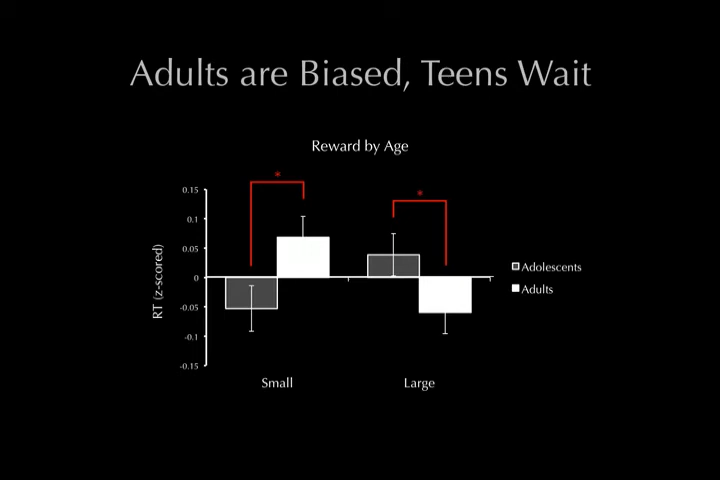 Adults are Biased, Teens Wait
Reward by Age
*
*
0.15
0.1
0.05
0
-0.05
-0.1
-0.15
RT (z-scored)
Small
Large
Adolescents
Adults